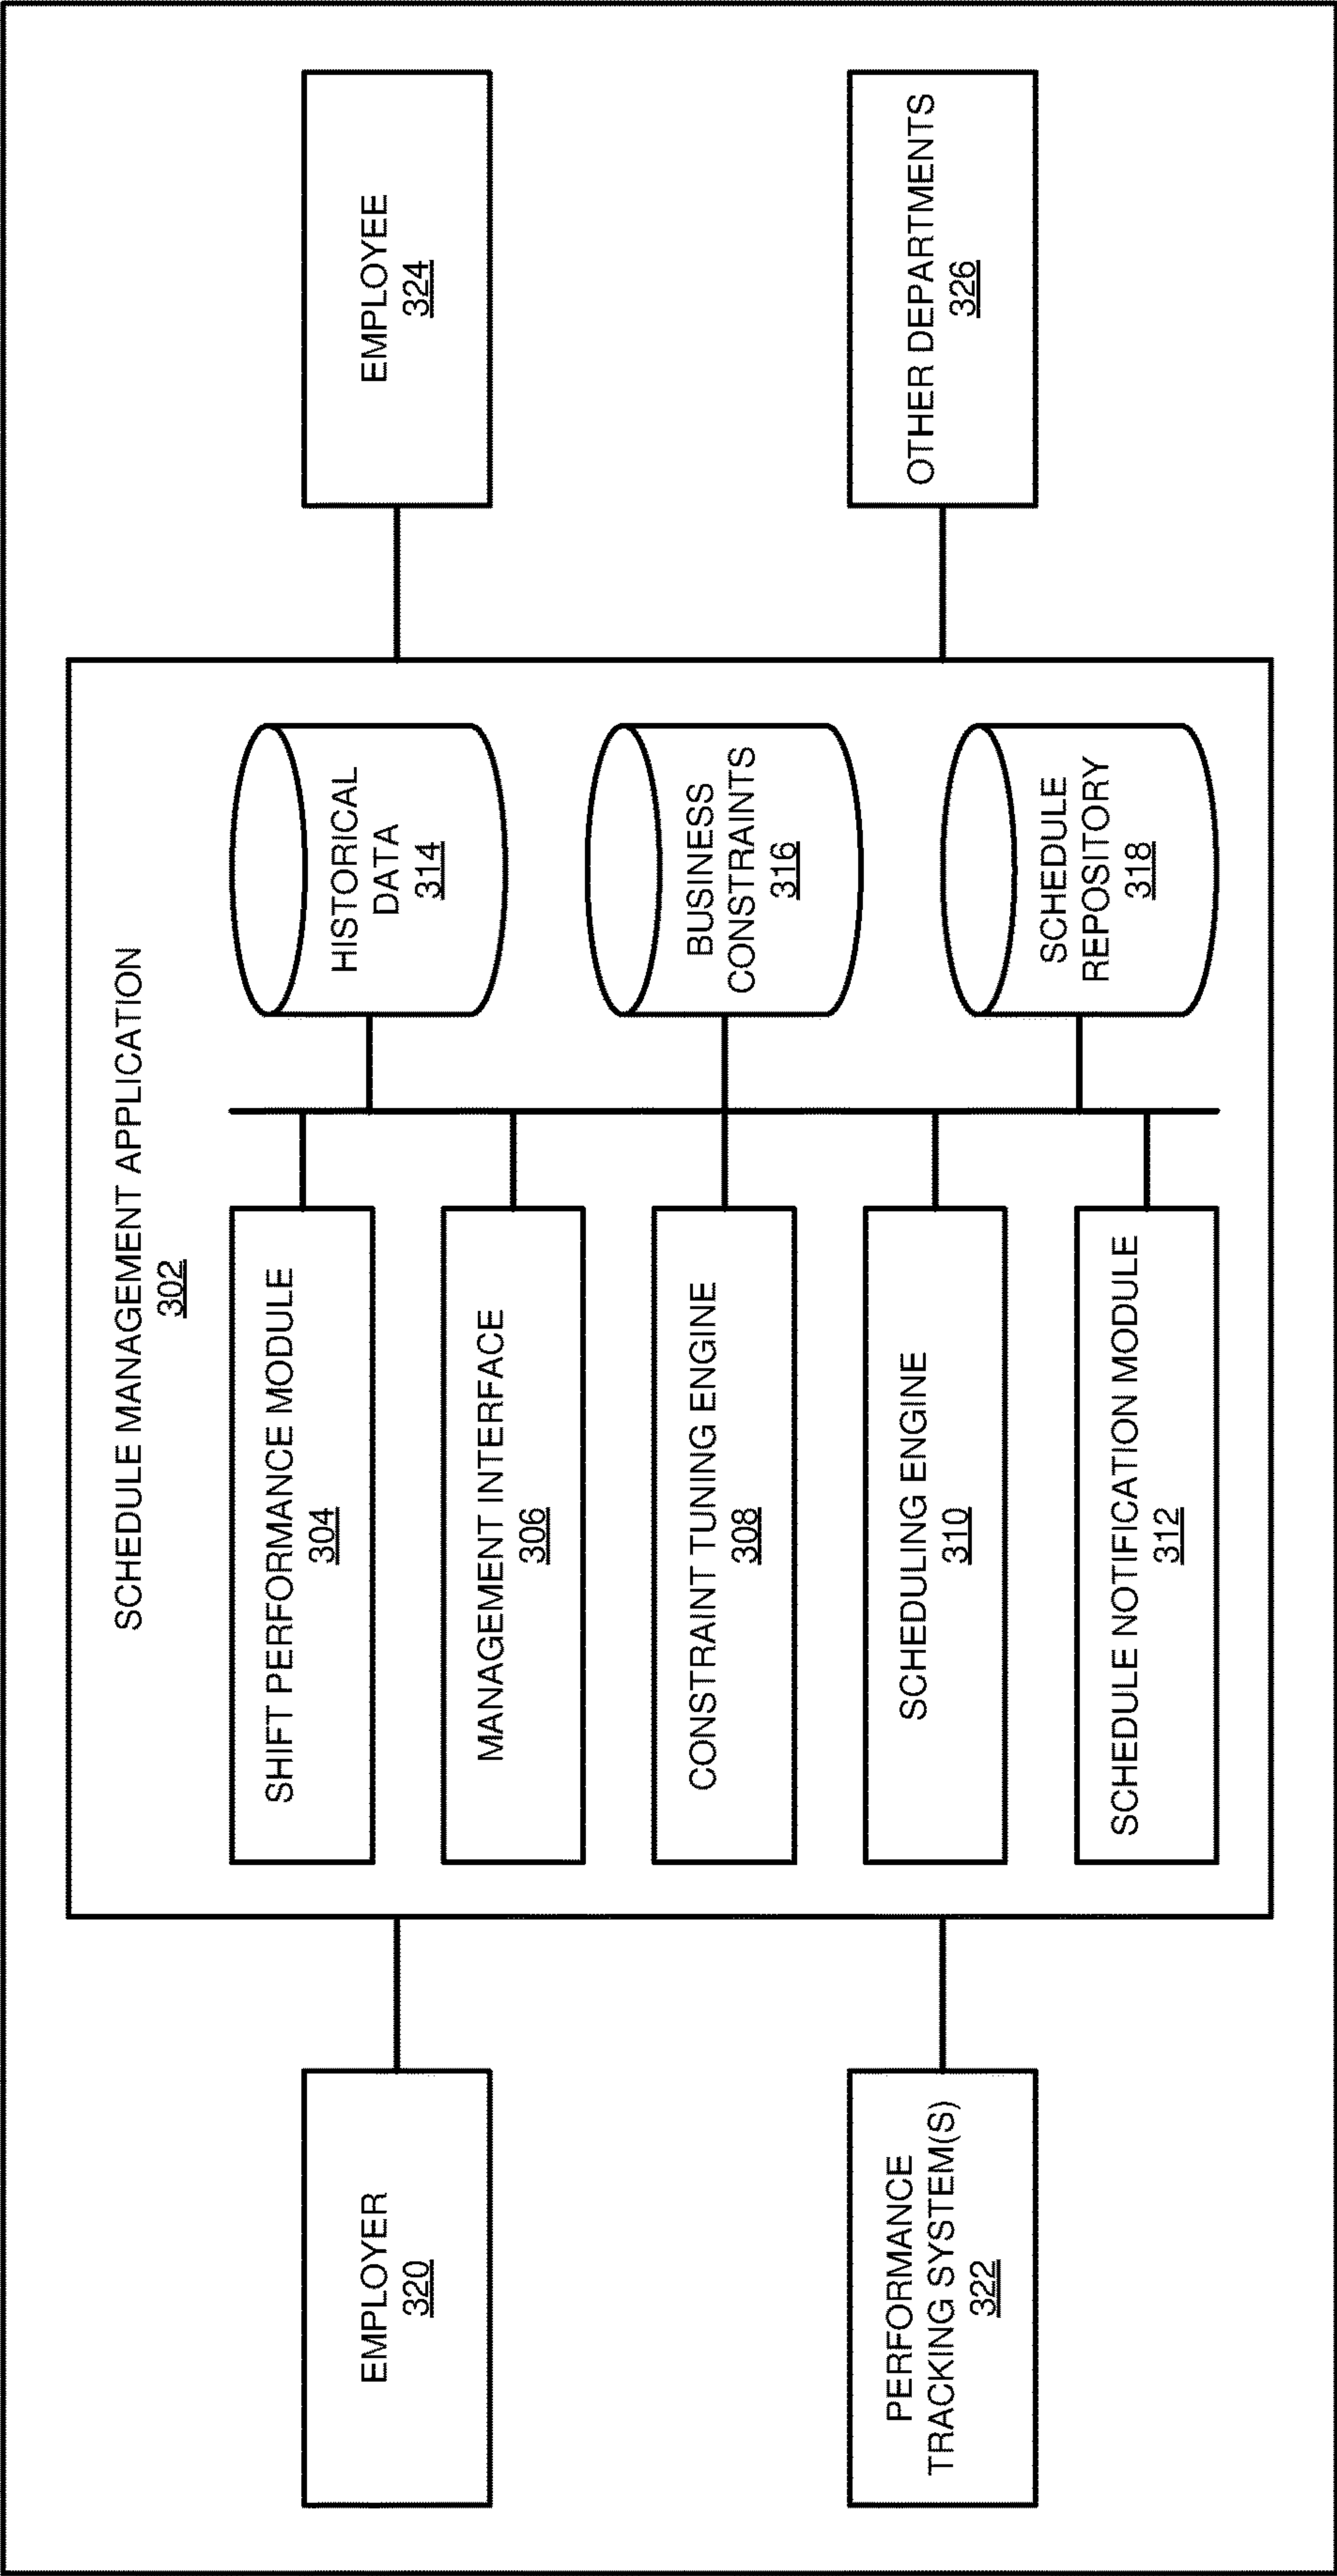 SCHEDULE MANAGEMENT APPLICATION
302
EMPLOYER
320
PERFORMANCE
TRACKING SYSTEM(S)
322
SHIFT PERFORMANCE MODULE
304
MANAGEMENT INTERFACE
306
CONSTRAINT TUNING ENGINE
308
SCHEDULING ENGINE
310
SCHEDULE NOTIFICATION MODULE
312
HISTORICAL
DATA
314
BUSINESS
CONSTRAINTS
316
SCHEDULE
REPOSITORY
318
EMPLOYEE
324
OTHER DEPARTMENTS
326